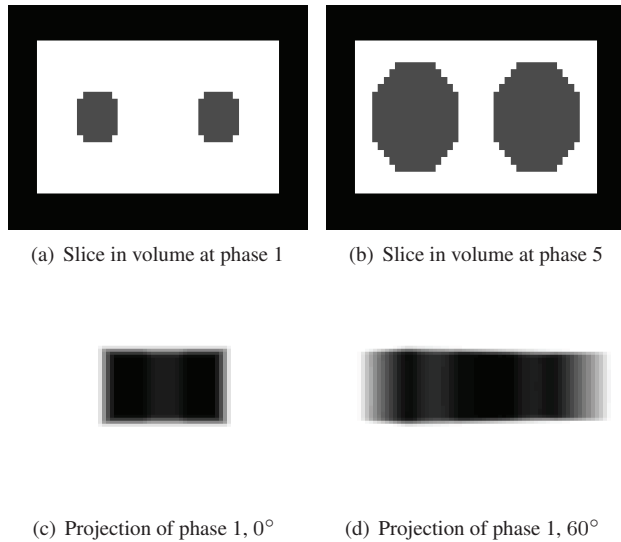 (a) Slice in volume at phase 1
(b) Slice in volume at phase 5
(c) Projection of phase 1, 0°
(d) Projection of phase 1, 60°